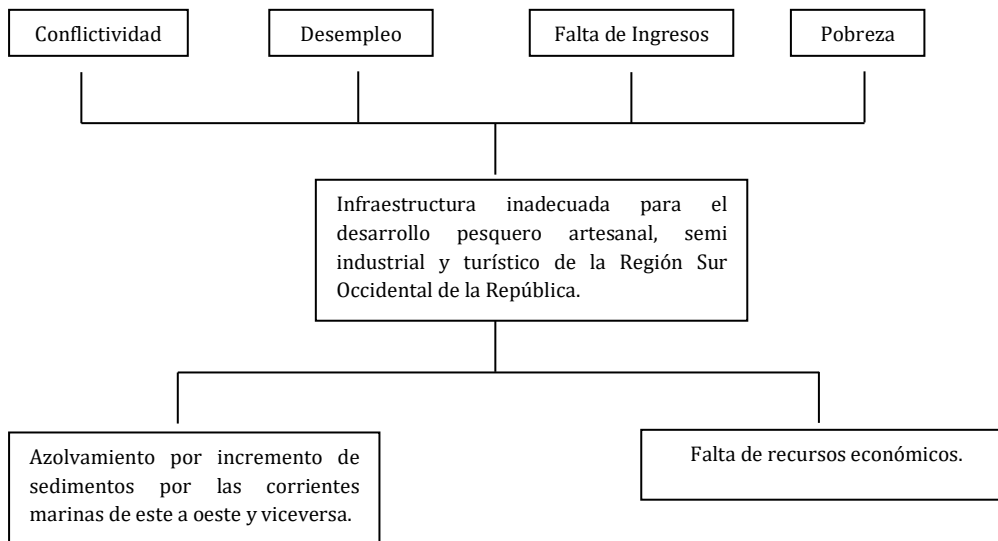 Conflictividad
Desempleo
Falta de Ingresos
Pobreza
Infraestructura inadecuada para el
desarrollo pesquero artesanal, semi
industrial y turístico de la Región Sur
Occidental de la República.
Azolvamiento por incremento de
sedimentos por las corrientes
marinas de este a oeste y viceversa.
Falta de recursos económicos.